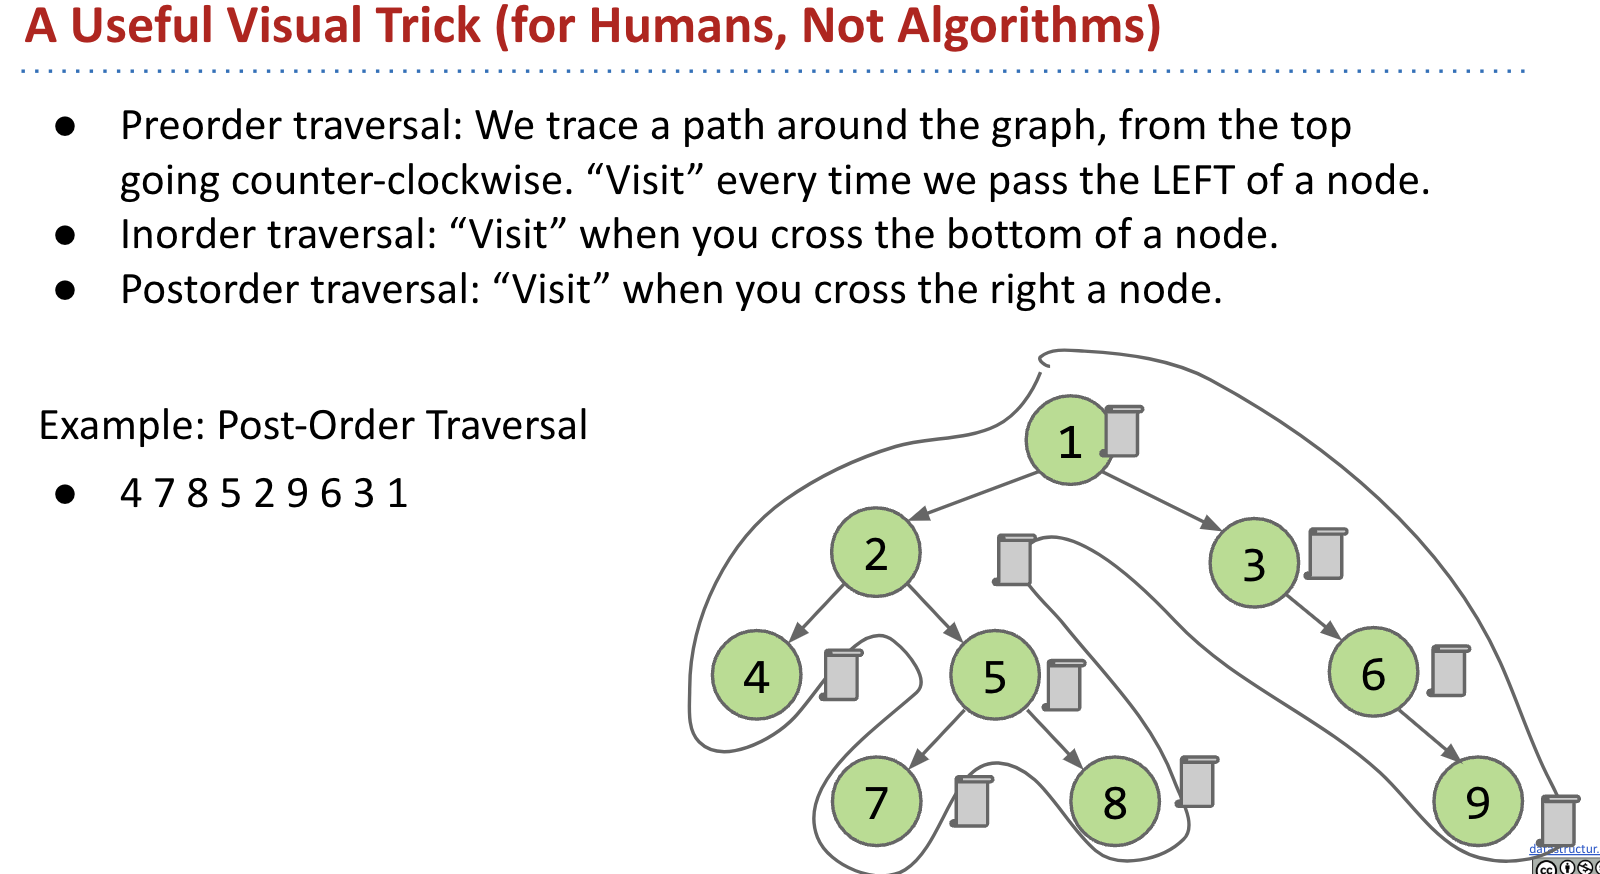 A Useful Visual Trick (for Humans, Not Algorithms)
● Preorder traversal: We trace a path around the graph, from the top
going counter-clockwise. “Visit” every time we pass the LEFT of a node.
● Inorder traversal: “Visit” when you cross the bottom of a node.
● Postorder traversal: “Visit” when you cross the right a node.
Example: Post-Order Traversal
● 4 7 8 5 2 9 6 3 1
1
2
3
4
5
6
7
8
9
datastructur.
cc